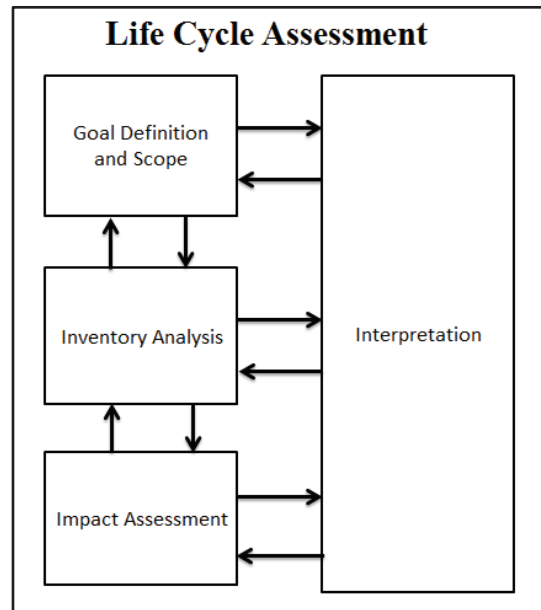 Life Cycle Assessment
Goal Definition
and Scope
Inventory Analysis
Interpretation
Impact Assessment